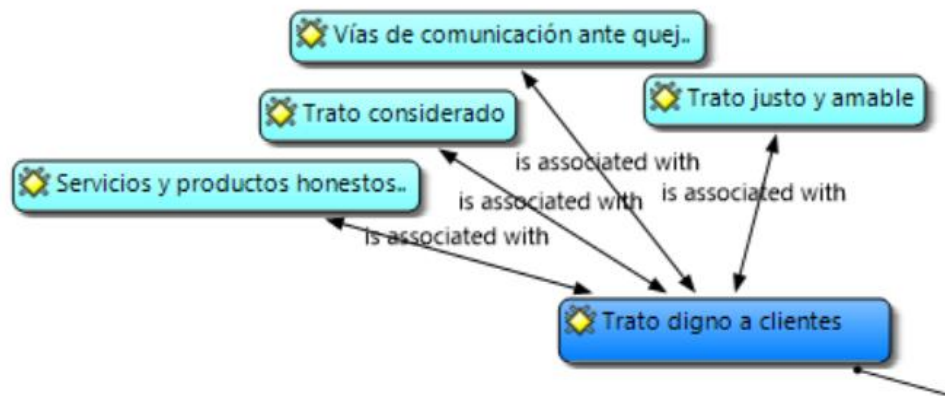 Vías de comunicación ante quej..
Trato justo y amable
Trato considerado
is associated with
Servicios y productos honestos..
is associated with
is associated with
is associated with
Trato digno a clientes